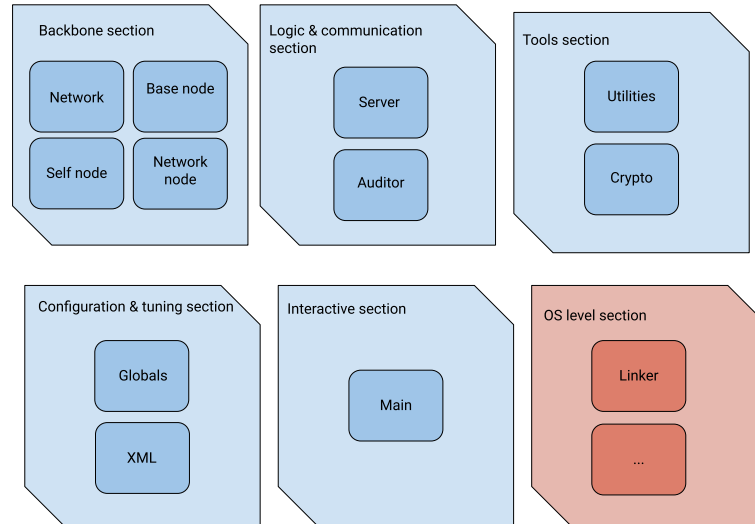 Backbone section
Network
Base node
Self node
Network
node
Logic & communication
section
Server
Auditor
Tools section
Utilities
Crypto
Configuration & tuning section
Globals
XML
Interactive section
Main
OS level section
Linker
...